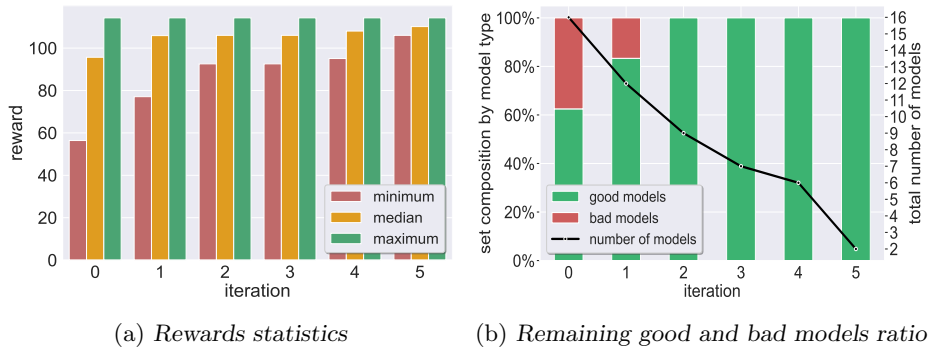 reward
100
80
60
40
20
0
0 1 2 3 4 5
iteration
minimum
median
maximum
(a) Rewards statistics
set composition by model type
100%
80%
60%
40%
20%
0%
0 1 2 3 4 5
iteration
good models
bad models
number of models
16
15
14
13
12
11
10
9
8
7
6
5
4
3
2
total number of models
(b) Remaining good and bad models ratio